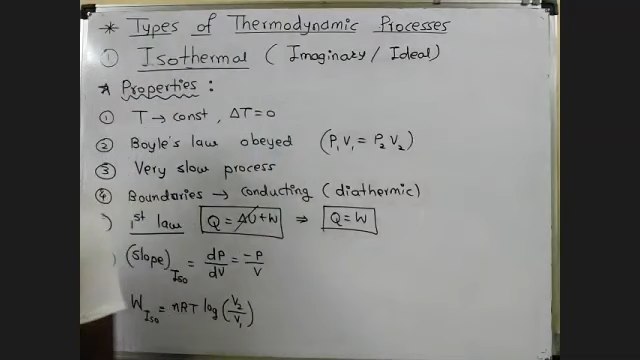 * Types of Thermodynamic Processes
① Isothermal ( Imaginary / Ideal)
* Properties :
① T → const , ΔT = 0
② Boyle's law obeyed (P₁V₁ = P₂V₂)
③ Very slow process
④ Boundaries → conducting (diathermic)
) 1st law Q = ΔU + W ⇒ Q = W
) (Slope)Iso = dP/dV = -P/V
WIso = nRT log(V₂/V₁)